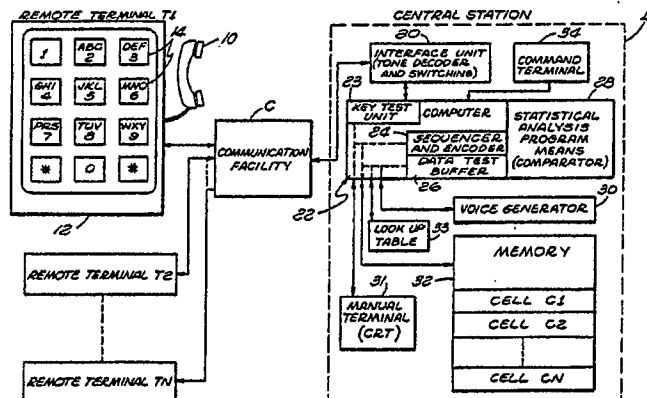 REMOTE TERMINAL T1
10
14
1
ABC
2
DEF
3
GHI
4
JKL
5
MNO
6
PRS
7
TUV
8
WXY
9
*
0
#
12
REMOTE TERMINAL T2
REMOTE TERMINAL TN
C
COMMUNICATION
FACILITY
CENTRAL STATION
20
INTERFACE UNIT
(TONE DECODER
AND SWITCHING)
34
COMMAND
TERMINAL
23
KEY TEST
UNIT
COMPUTER
28
STATISTICAL
ANALYSIS
PROGRAM
MEANS
(COMPARATOR)
24
SEQUENCER
AND ENCODER
DATA TEST
BUFFER
26
22
30
VOICE GENERATOR
LOOK UP
TABLE
33
31
MANUAL
TERMINAL
(CRT)
32
MEMORY
CELL C1
CELL C2
CELL CN